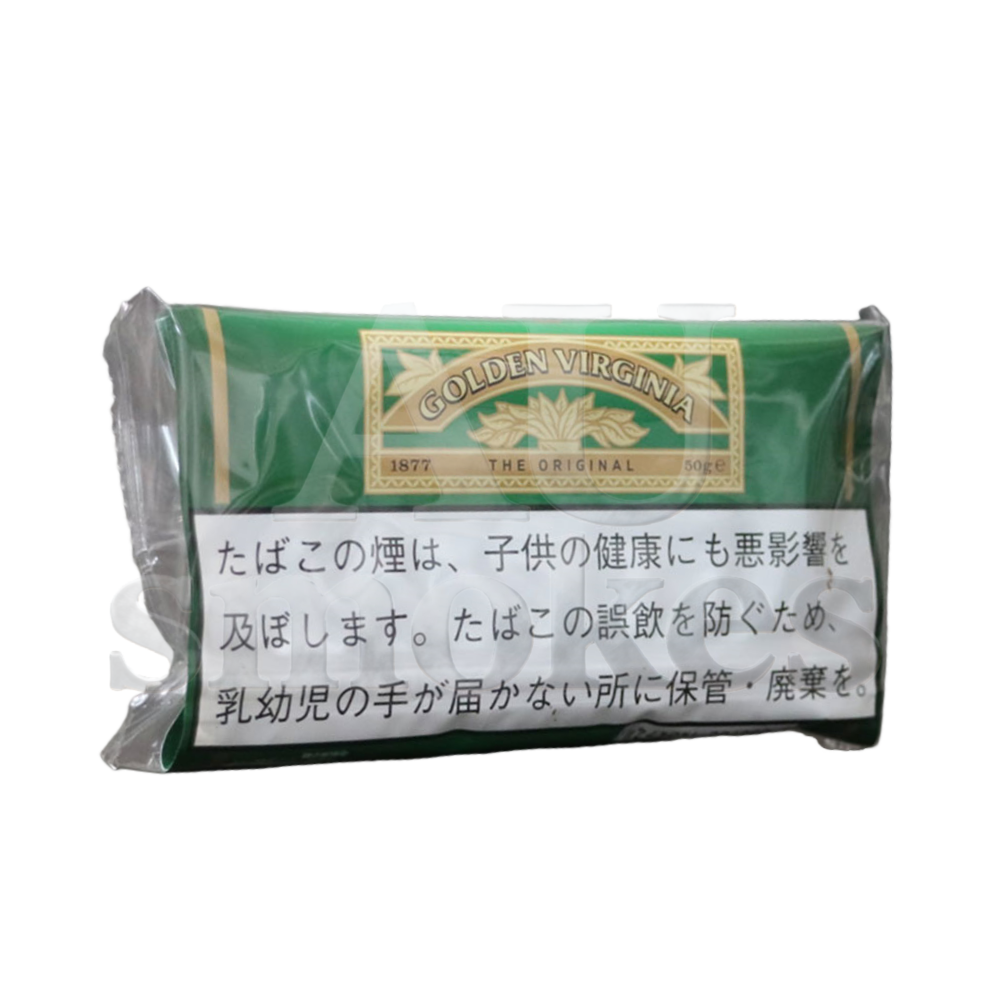 AU
smokes
GOLDEN VIRGINIA
1877 THE ORIGINAL 50g℮
たばこの煙は、子供の健康にも悪影響を
及ぼします。たばこの誤飲を防ぐため、
乳幼児の手が届かない所に保管・廃棄を。